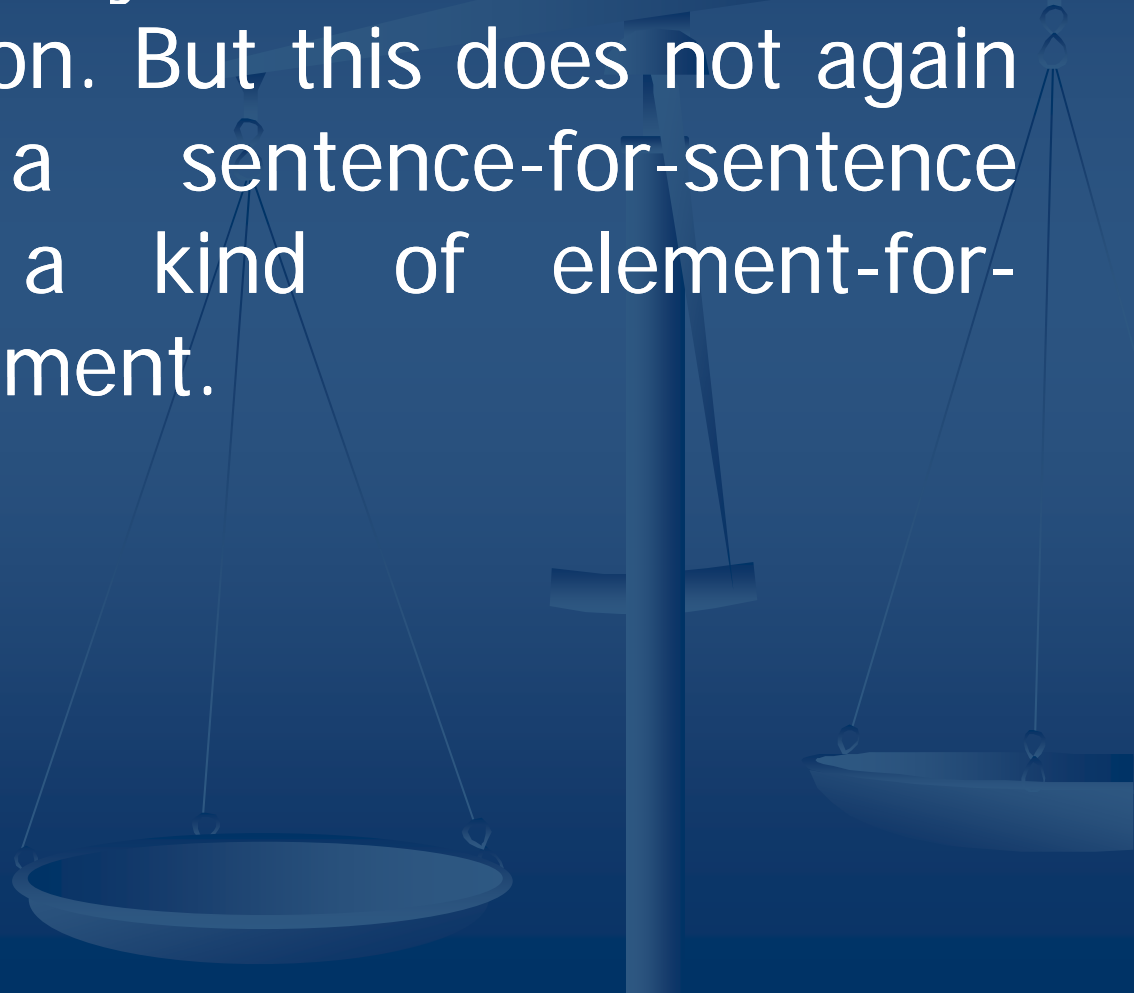 on. But this does not again
a sentence-for-sentence
a kind of element-for-
ment.